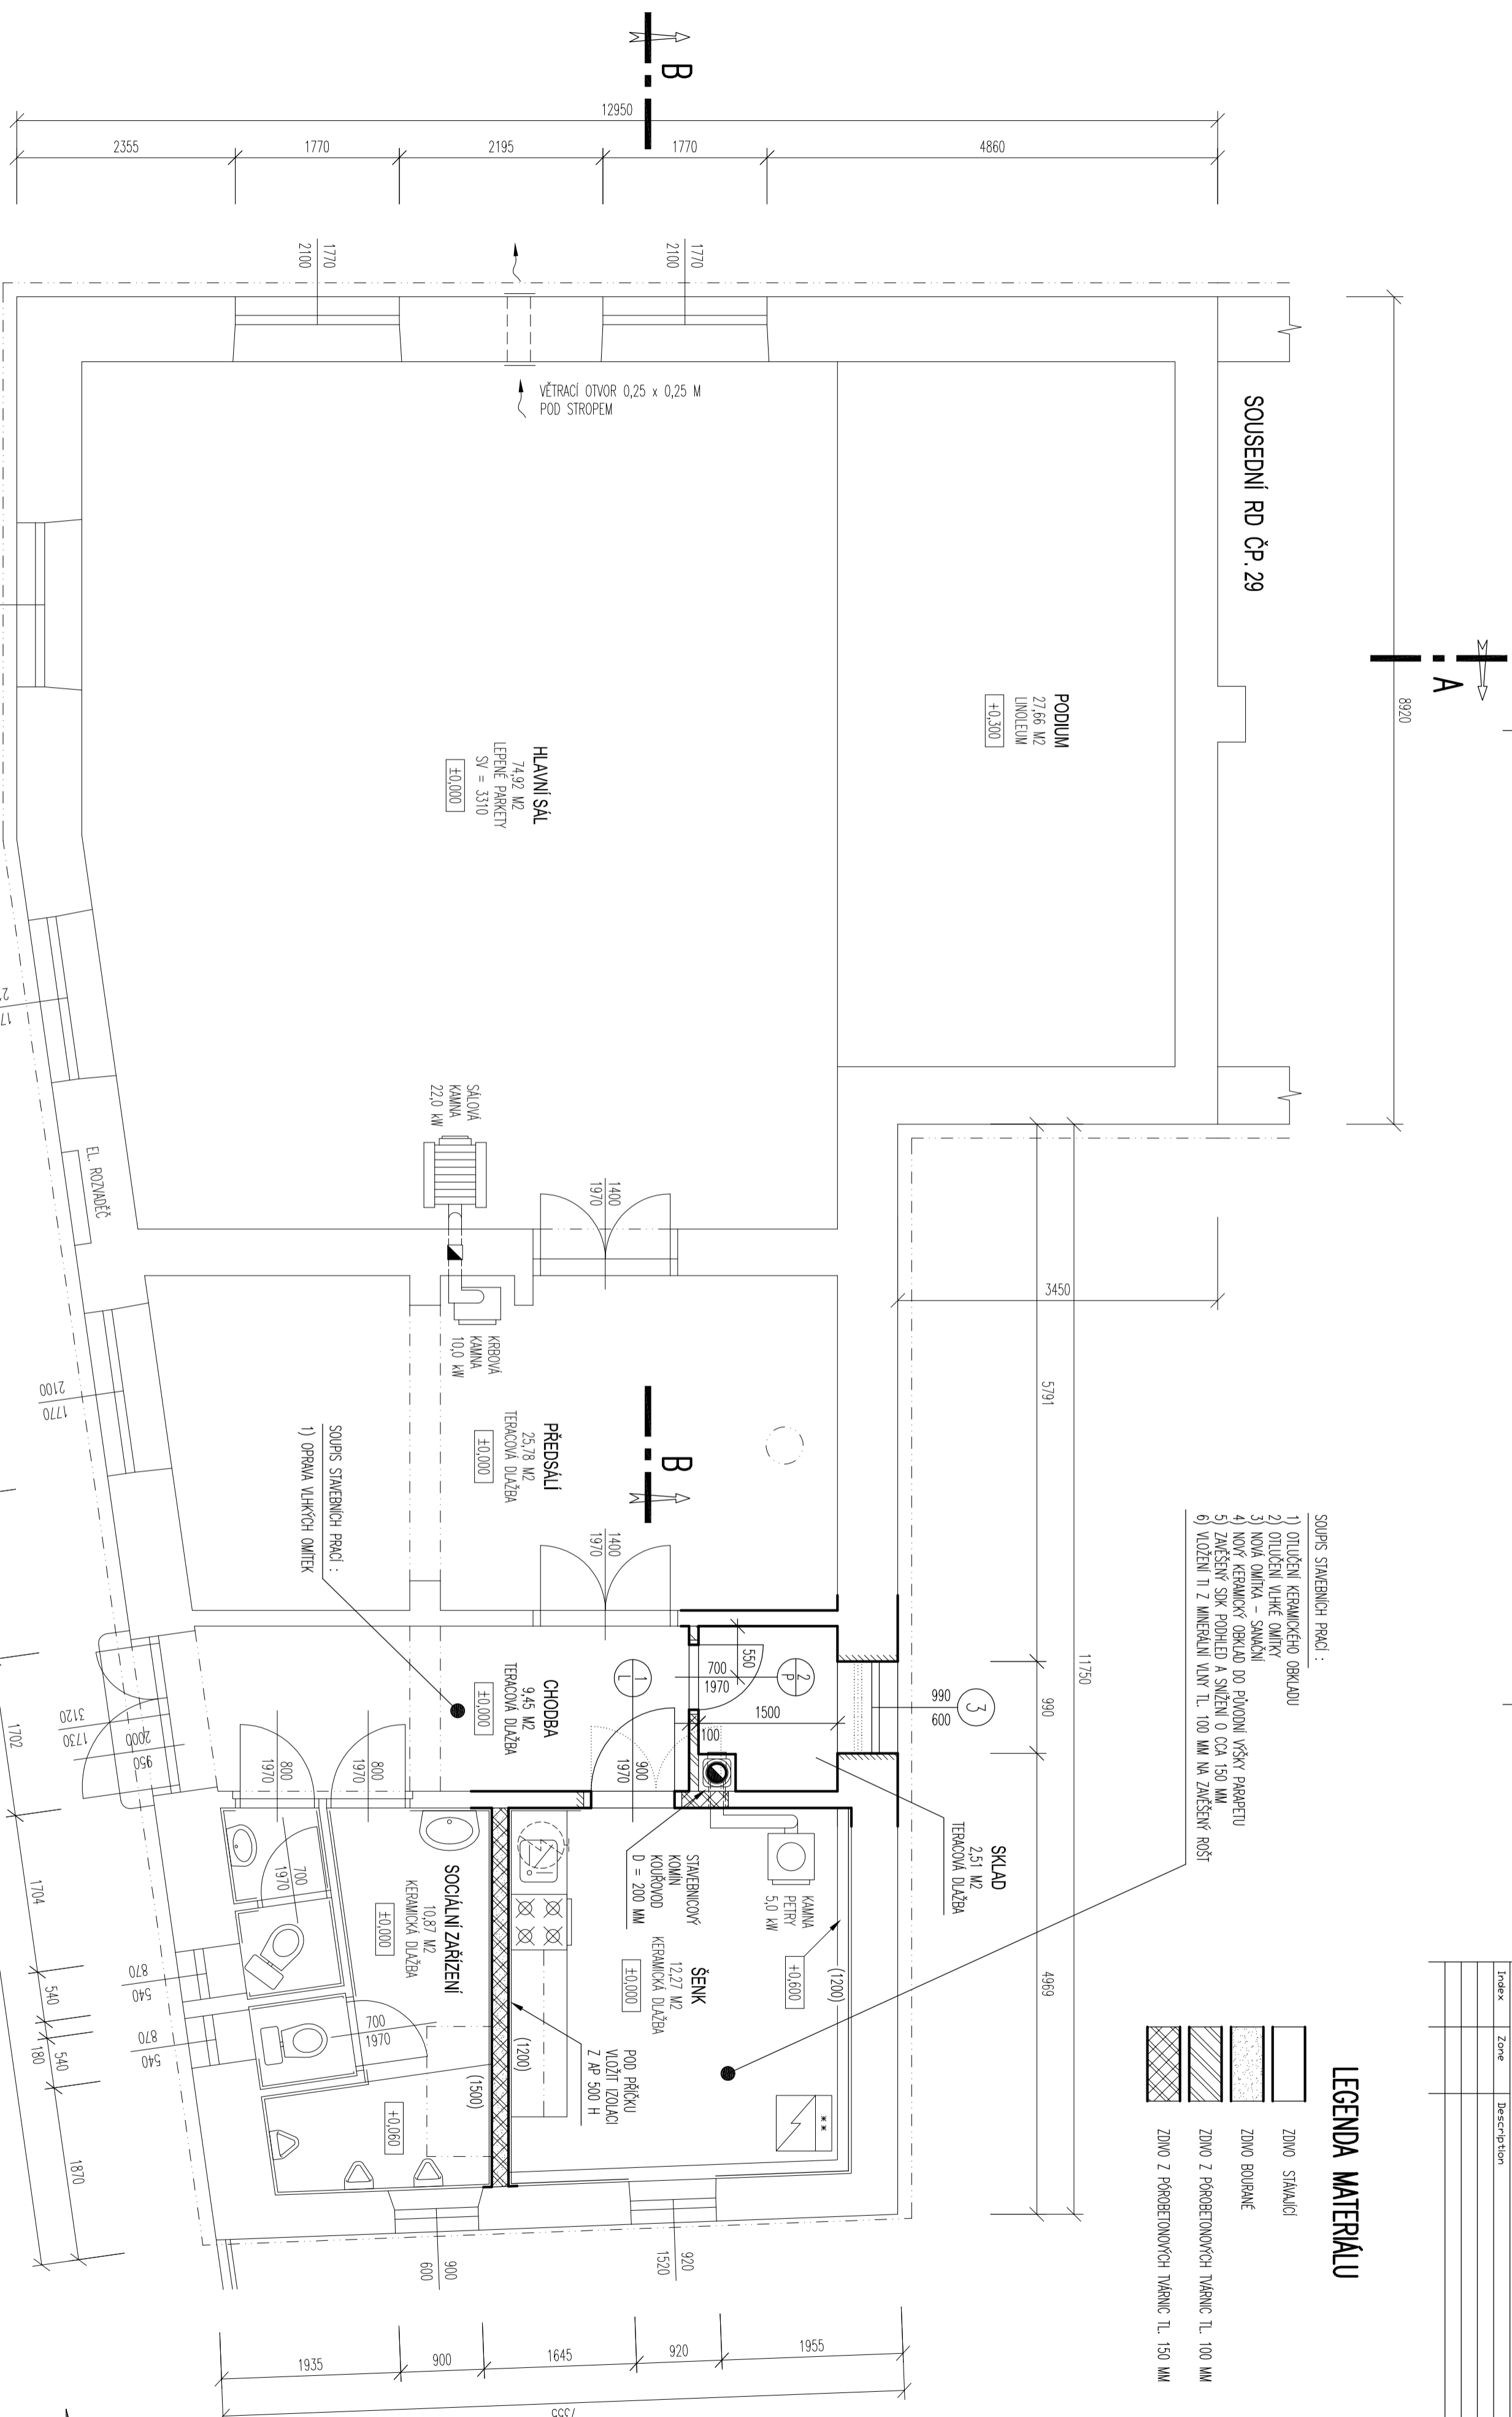 SOUSEDNÍ RD ČP. 29
A
8920
B
12950
2355
1770
2195
1770
4860
1770
2100
1770
2100
VĚTRACÍ OTVOR 0,25 x 0,25 M
POD STROPEM
PODIUM
27,66 M2
LINOLEUM
+0,300
HLAVNÍ SÁL
74,92 M2
LEPENÉ PARKETY
SV = 3310
±0,000
SÁLOVÁ
KAMNA
22,0 kW
EL. ROZVADĚČ
1400
1970
KRBOVÁ
KAMNA
10,0 kW
3450
5791
11750
990
4969
PŘEDSÁLÍ
25,78 M2
TERACOVÁ DLAŽBA
±0,000
B
1400
1970
1770
2100
SOUPIS STAVEBNÍCH PRACÍ :
1) OPRAVA VLHKÝCH OMÍTEK
SOUPIS STAVEBNÍCH PRACÍ :
1) OTLUČENÍ KERAMICKÉHO OBKLADU
2) OTLUČENÍ VLHKÉ OMÍTKY
3) NOVÁ OMÍTKA – SANAČNÍ
4) NOVÝ KERAMICKÝ OBKLAD DO PŮVODNÍ VÝŠKY PARAPETU
5) ZAVĚŠENÝ SDK PODHLED A SNÍŽENÍ O CCA 150 MM
6) VLOŽENÍ TI Z MINERÁLNÍ VLNY TL. 100 MM NA ZAVĚŠENÝ ROŠT
CHODBA
9,45 M2
TERACOVÁ DLAŽBA
±0,000
1
L
2
P
3
550
700
1970
1500
100
990
600
900
1970
800
1970
800
1970
1730
3120
950
2000
SKLAD
2,51 M2
TERACOVÁ DLAŽBA
KAMNA
PETRY
5,0 kW
STAVEBNICOVÝ
KOMÍN
KOUŘOVOD
D = 200 MM
ŠENK
12,27 M2
KERAMICKÁ DLAŽBA
±0,000
+0,600
(1200)
(1200)
POD PŘÍČKU
VLOŽIT IZOLACI
Z AP 500 H
SOCIÁLNÍ ZAŘÍZENÍ
10,87 M2
KERAMICKÁ DLAŽBA
±0,000
(1500)
+0,060
700
1970
700
1970
540
870
540
870
900
600
920
1520
1702
1704
540
180
540
1870
1935
900
1645
920
1955
7355
LEGENDA MATERIÁLU
ZDIVO STÁVAJÍCÍ
ZDIVO BOURANÉ
ZDIVO Z PÓROBETONOVÝCH TVÁRNIC TL. 100 MM
ZDIVO Z PÓROBETONOVÝCH TVÁRNIC TL. 150 MM
Index
Zone
Description